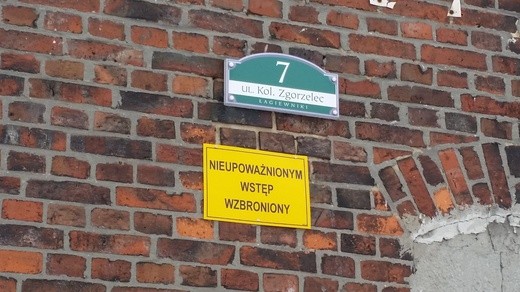 7
ul. Kol. Zgorzelec
ŁAGIEWNIKI
NIEUPOWAŻNIONYM
WSTĘP
WZBRONIONY